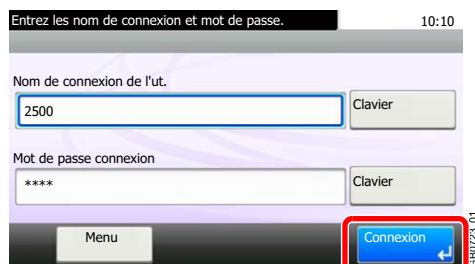 Entrez les nom de connexion et mot de passe. 10:10
Nom de connexion de l'ut.
2500 Clavier
Mot de passe connexion
**** Clavier
Menu Connexion